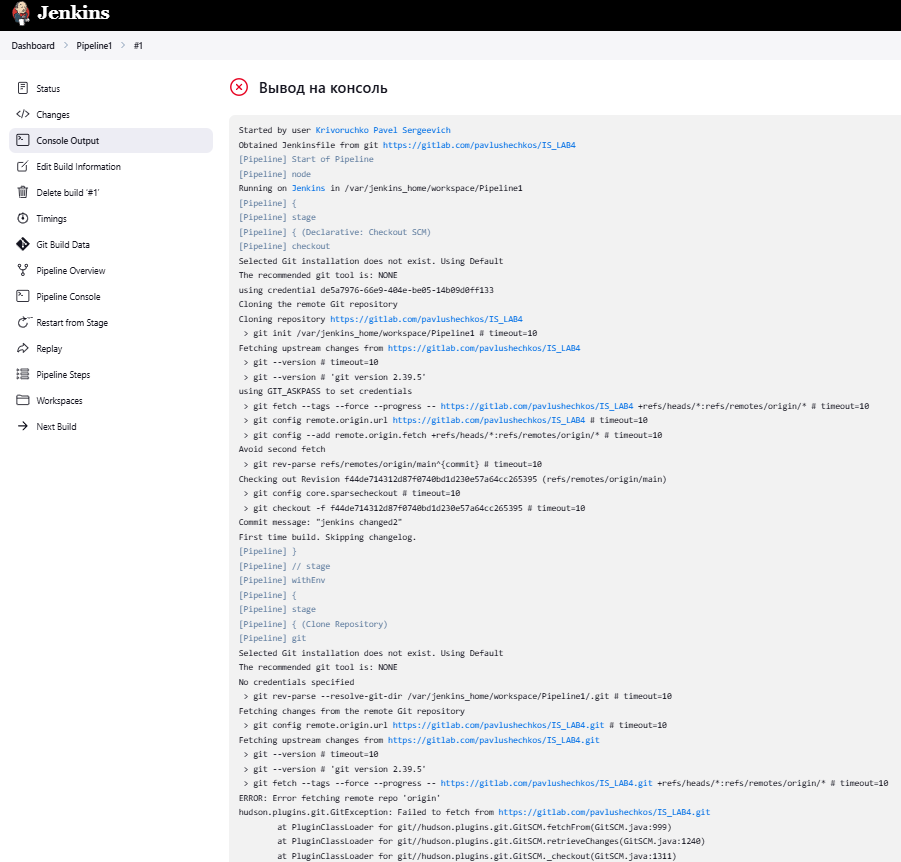 Jenkins
Dashboard > Pipeline1 > #1
Status
Changes
Console Output
Edit Build Information
Delete build '#1'
Timings
Git Build Data
Pipeline Overview
Pipeline Console
Restart from Stage
Replay
Pipeline Steps
Workspaces
Next Build
Вывод на консоль
Started by user Krivoruchko Pavel Sergeevich
Obtained Jenkinsfile from git https://gitlab.com/pavlushechkos/IS_LAB4
[Pipeline] Start of Pipeline
[Pipeline] node
Running on Jenkins in /var/jenkins_home/workspace/Pipeline1
[Pipeline] {
[Pipeline] stage
[Pipeline] { (Declarative: Checkout SCM)
[Pipeline] checkout
Selected Git installation does not exist. Using Default
The recommended git tool is: NONE
using credential de5a7976-66e9-404e-be05-14b09d0ff133
Cloning the remote Git repository
Cloning repository https://gitlab.com/pavlushechkos/IS_LAB4
 > git init /var/jenkins_home/workspace/Pipeline1 # timeout=10
Fetching upstream changes from https://gitlab.com/pavlushechkos/IS_LAB4
 > git --version # timeout=10
 > git --version # 'git version 2.39.5'
using GIT_ASKPASS to set credentials
 > git fetch --tags --force --progress -- https://gitlab.com/pavlushechkos/IS_LAB4 +refs/heads/*:refs/remotes/origin/* # timeout=10
 > git config remote.origin.url https://gitlab.com/pavlushechkos/IS_LAB4 # timeout=10
 > git config --add remote.origin.fetch +refs/heads/*:refs/remotes/origin/* # timeout=10
Avoid second fetch
 > git rev-parse refs/remotes/origin/main^{commit} # timeout=10
Checking out Revision f44de714312d87f0740bd1d230e57a64cc265395 (refs/remotes/origin/main)
 > git config core.sparsecheckout # timeout=10
 > git checkout -f f44de714312d87f0740bd1d230e57a64cc265395 # timeout=10
Commit message: "jenkins changed2"
First time build. Skipping changelog.
[Pipeline] }
[Pipeline] // stage
[Pipeline] withEnv
[Pipeline] {
[Pipeline] stage
[Pipeline] { (Clone Repository)
[Pipeline] git
Selected Git installation does not exist. Using Default
The recommended git tool is: NONE
No credentials specified
 > git rev-parse --resolve-git-dir /var/jenkins_home/workspace/Pipeline1/.git # timeout=10
Fetching changes from the remote Git repository
 > git config remote.origin.url https://gitlab.com/pavlushechkos/IS_LAB4.git # timeout=10
Fetching upstream changes from https://gitlab.com/pavlushechkos/IS_LAB4.git
 > git --version # timeout=10
 > git --version # 'git version 2.39.5'
 > git fetch --tags --force --progress -- https://gitlab.com/pavlushechkos/IS_LAB4.git +refs/heads/*:refs/remotes/origin/* # timeout=10
ERROR: Error fetching remote repo 'origin'
hudson.plugins.git.GitException: Failed to fetch from https://gitlab.com/pavlushechkos/IS_LAB4.git
at PluginClassLoader for git//hudson.plugins.git.GitSCM.fetchFrom(GitSCM.java:999)
at PluginClassLoader for git//hudson.plugins.git.GitSCM.retrieveChanges(GitSCM.java:1240)
at PluginClassLoader for git//hudson.plugins.git.GitSCM._checkout(GitSCM.java:1311)